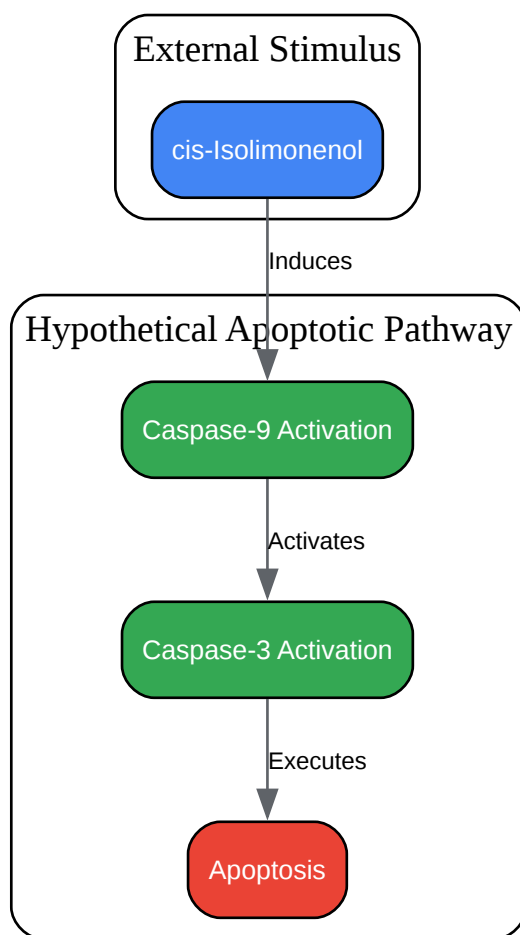 External Stimulus
cis-Isolimonenol
Induces
Hypothetical Apoptotic Pathway
Caspase-9 Activation
Activates
Caspase-3 Activation
Executes
Apoptosis